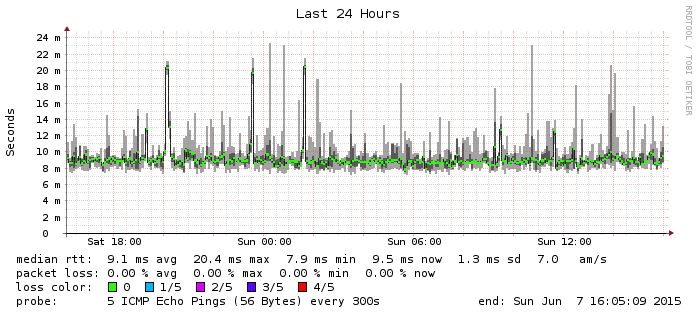 Last 24 Hours
RRDTOOL / TOBI OETIKER
Seconds
24 m
22 m
20 m
18 m
16 m
14 m
12 m
10 m
8 m
6 m
4 m
2 m
0
Sat 18:00 Sun 00:00 Sun 06:00 Sun 12:00
median rtt: 9.1 ms avg 20.4 ms max 7.9 ms min 9.5 ms now 1.3 ms sd 7.0 am/s
packet loss: 0.00 % avg 0.00 % max 0.00 % min 0.00 % now
loss color: 0 1/5 2/5 3/5 4/5
probe: 5 ICMP Echo Pings (56 Bytes) every 300s end: Sun Jun 7 16:05:09 2015